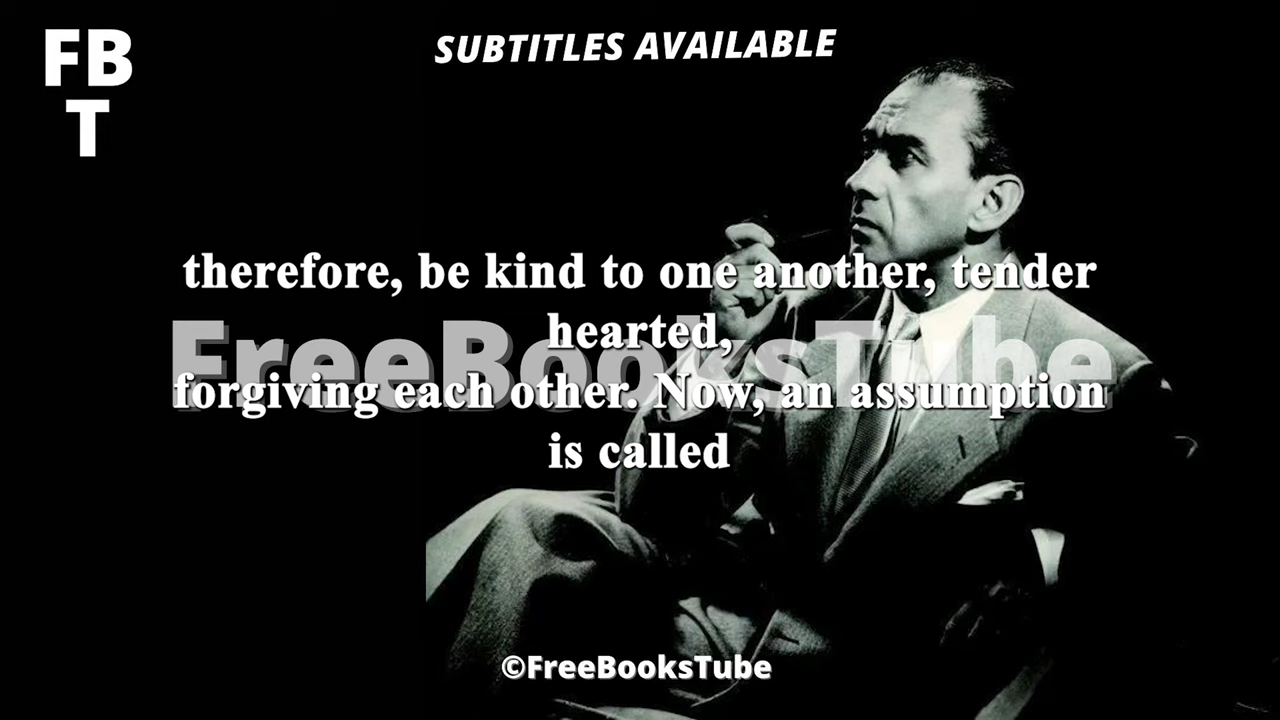 FB
T
SUBTITLES AVAILABLE
therefore, be kind to one another, tender
hearted,
FreeBooksTube
forgiving each other. Now, an assumption
is called
©FreeBooksTube